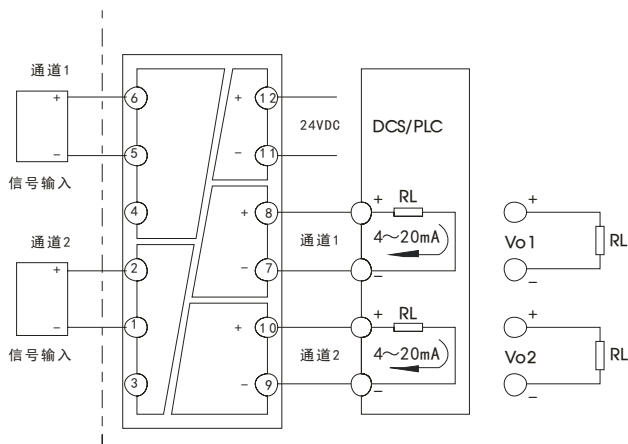 通道1
+
−
信号输入
通道2
+
−
信号输入
6
5
4
2
1
3
+ 12
− 11
+ 8
− 7
+ 10
− 9
24VDC
通道1
通道2
DCS/PLC
+ RL
4～20mA
−
+ RL
4～20mA
−
+
Vo1 RL
−
+
Vo2 RL
−